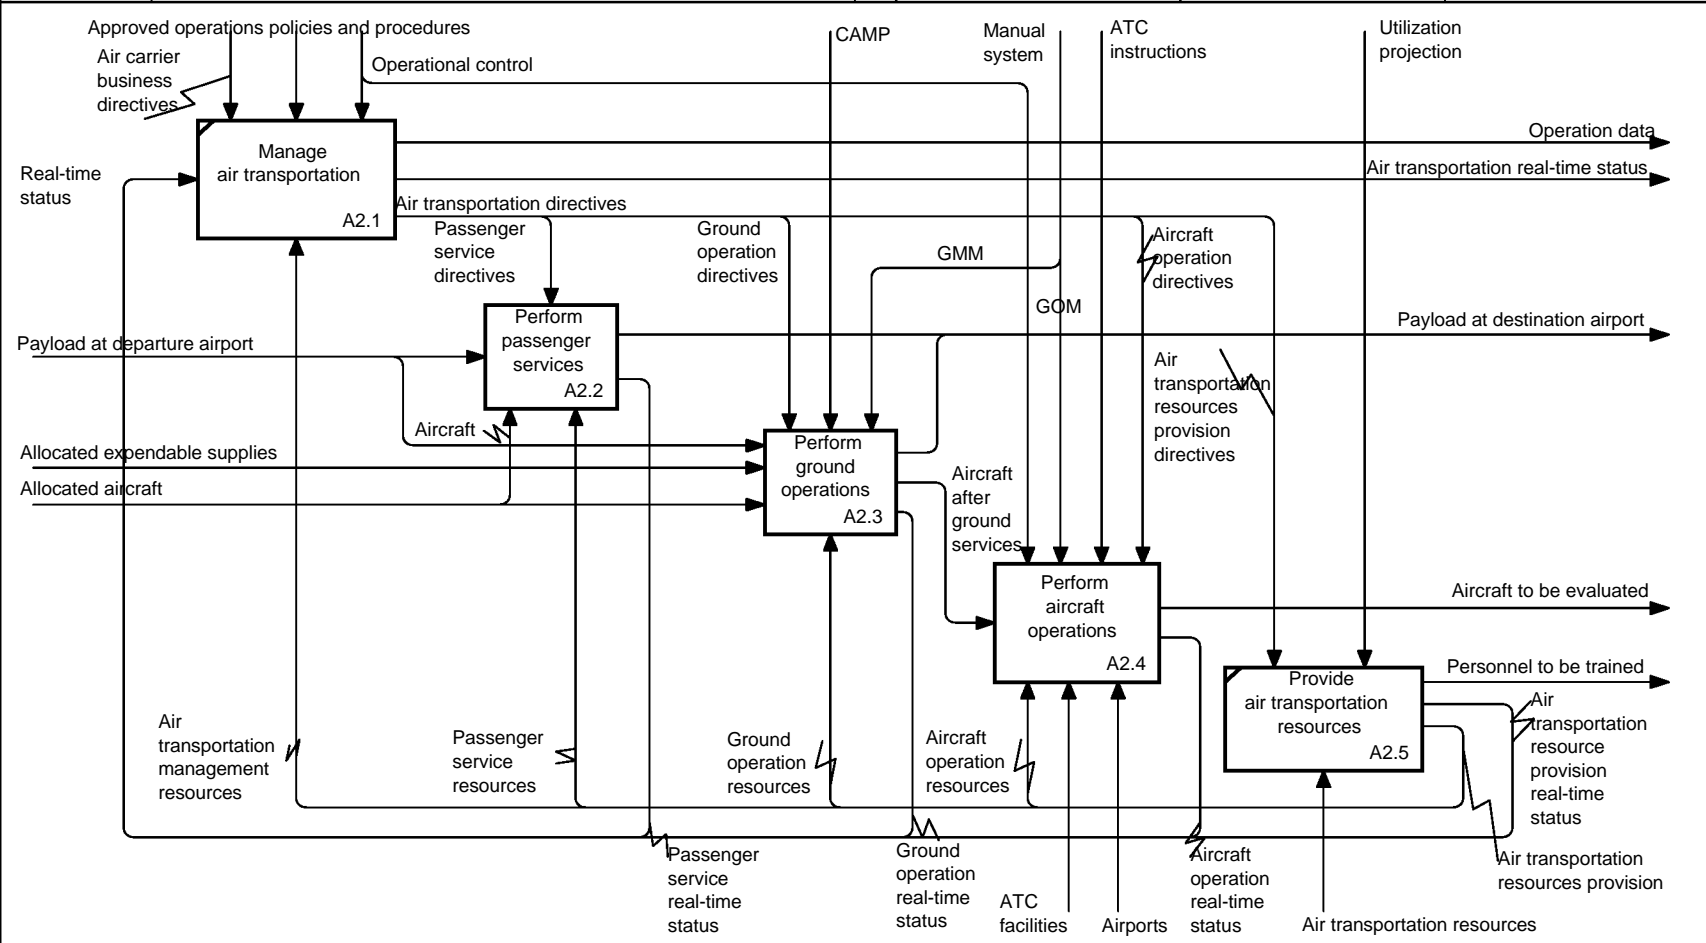 Approved operations policies and procedures
Air carrier
business
directives
Operational control
CAMP
Manual
system
ATC
instructions
Utilization
projection
Manage
air transportation
A2.1
Operation data
Air transportation real-time status
Real-time
status
Air transportation directives
Passenger
service
directives
Ground
operation
directives
GMM
GOM
Aircraft
operation
directives
Perform
passenger
services
A2.2
Payload at departure airport
Payload at destination airport
Air
transportation
resources
provision
directives
Aircraft
Allocated expendable supplies
Allocated aircraft
Perform
ground
operations
A2.3
Aircraft
after
ground
services
Perform
aircraft
operations
A2.4
Aircraft to be evaluated
Personnel to be trained
Provide
air transportation
resources
A2.5
Air
transportation
management
resources
Passenger
service
resources
Ground
operation
resources
Aircraft
operation
resources
Air
transportation
resource
provision
real-time
status
Passenger
service
real-time
status
Ground
operation
real-time
status
ATC
facilities
Airports
Aircraft
operation
real-time
status
Air transportation
resources provision
Air transportation resources